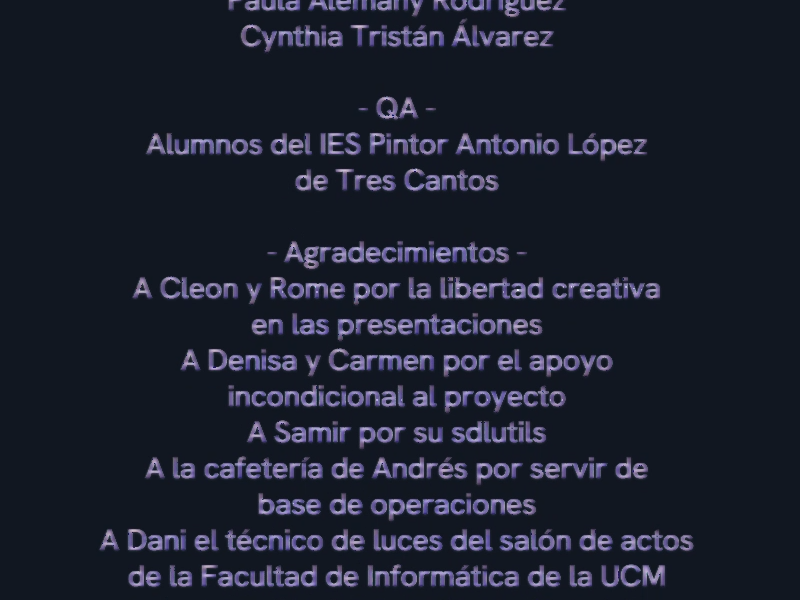 Paula Alemany Rodríguez
Cynthia Tristán Álvarez
- QA -
Alumnos del IES Pintor Antonio López
de Tres Cantos
- Agradecimientos -
A Cleon y Rome por la libertad creativa
en las presentaciones
A Denisa y Carmen por el apoyo
incondicional al proyecto
A Samir por su sdlutils
A la cafetería de Andrés por servir de
base de operaciones
A Dani el técnico de luces del salón de actos
de la Facultad de Informática de la UCM